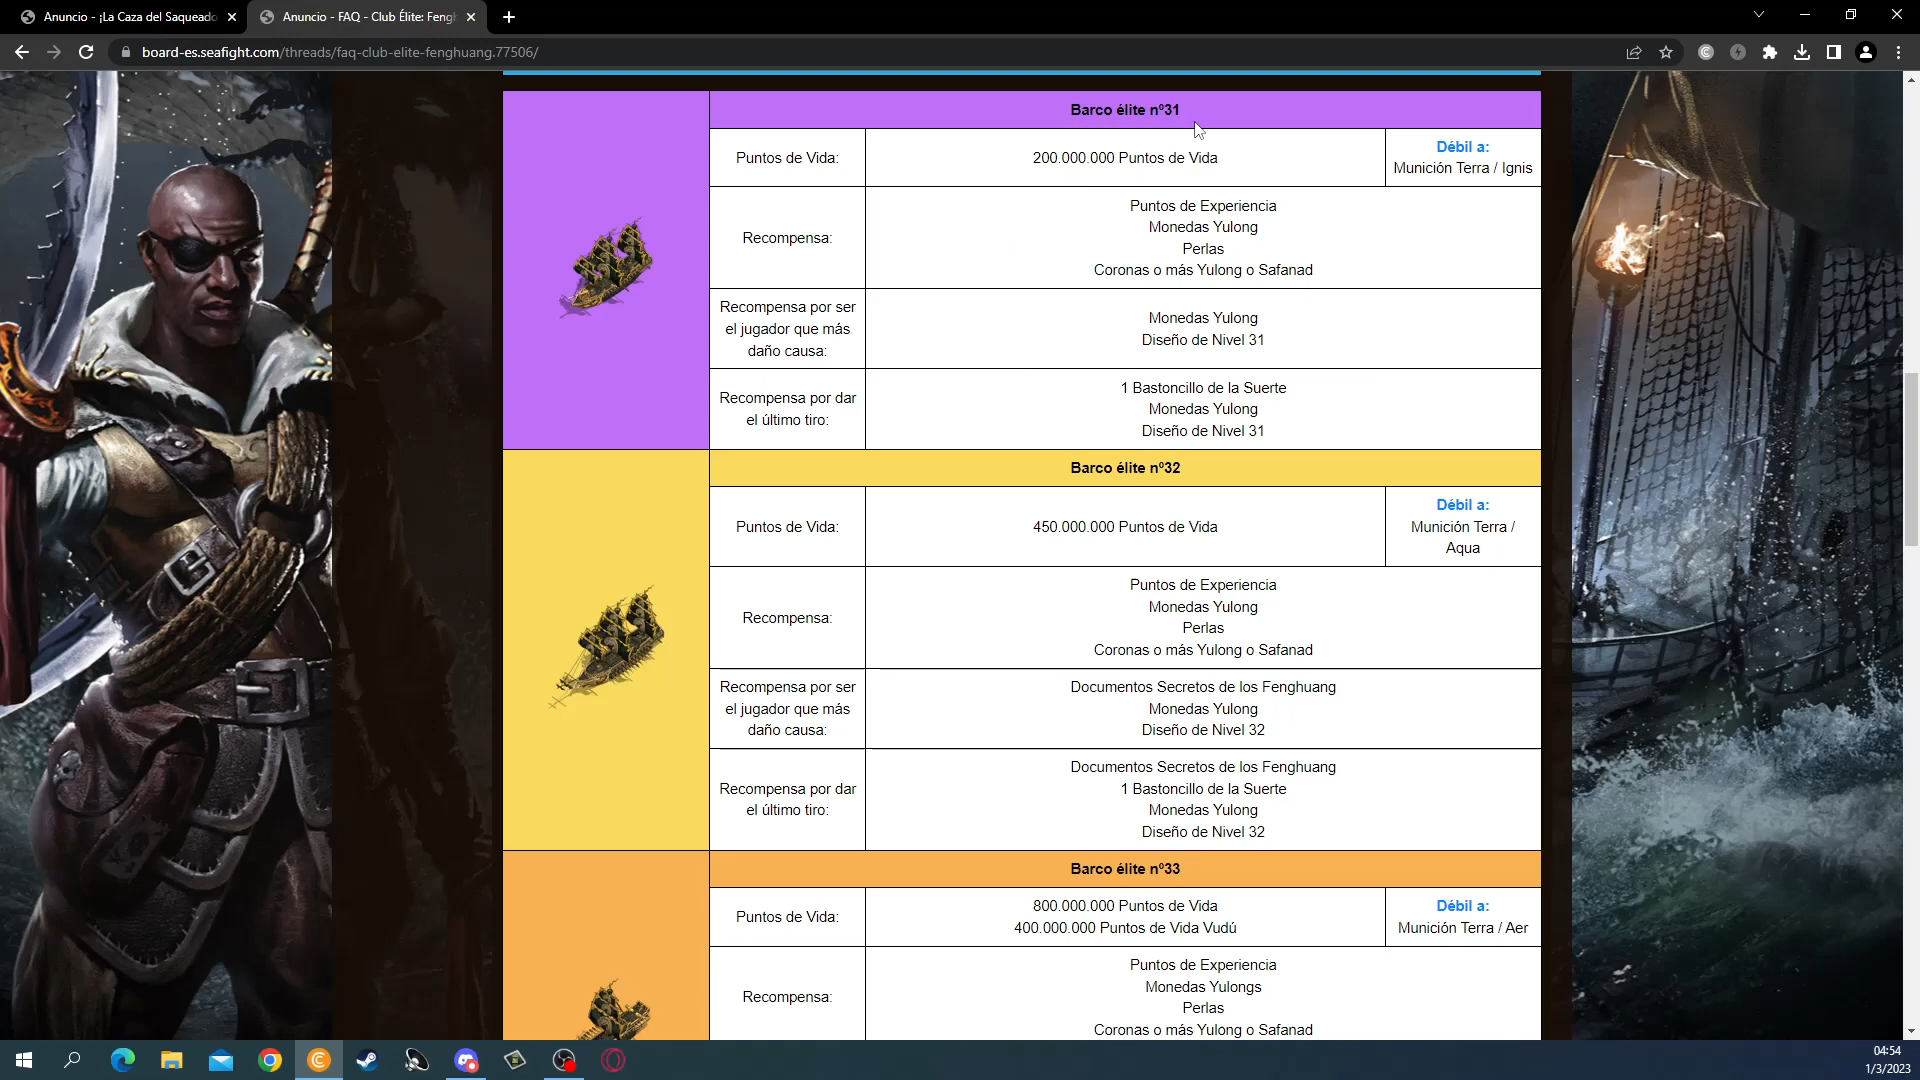 Anuncio - ¡La Caza del Saqueado
Anuncio - FAQ - Club Élite: Fengh
board-es.seafight.com/threads/faq-club-elite-fenghuang.77506/
Barco élite nº31
Puntos de Vida:
200.000.000 Puntos de Vida
Débil a:
Munición Terra / Ignis
Recompensa:
Puntos de Experiencia
Monedas Yulong
Perlas
Coronas o más Yulong o Safanad
Recompensa por ser
el jugador que más
daño causa:
Monedas Yulong
Diseño de Nivel 31
Recompensa por dar
el último tiro:
1 Bastoncillo de la Suerte
Monedas Yulong
Diseño de Nivel 31
Barco élite nº32
Puntos de Vida:
450.000.000 Puntos de Vida
Débil a:
Munición Terra /
Aqua
Recompensa:
Puntos de Experiencia
Monedas Yulong
Perlas
Coronas o más Yulong o Safanad
Recompensa por ser
el jugador que más
daño causa:
Documentos Secretos de los Fenghuang
Monedas Yulong
Diseño de Nivel 32
Recompensa por dar
el último tiro:
Documentos Secretos de los Fenghuang
1 Bastoncillo de la Suerte
Monedas Yulong
Diseño de Nivel 32
Barco élite nº33
Puntos de Vida:
800.000.000 Puntos de Vida
400.000.000 Puntos de Vida Vudú
Débil a:
Munición Terra / Aer
Recompensa:
Puntos de Experiencia
Monedas Yulongs
Perlas
Coronas o más Yulong o Safanad
04:54
1/3/2023